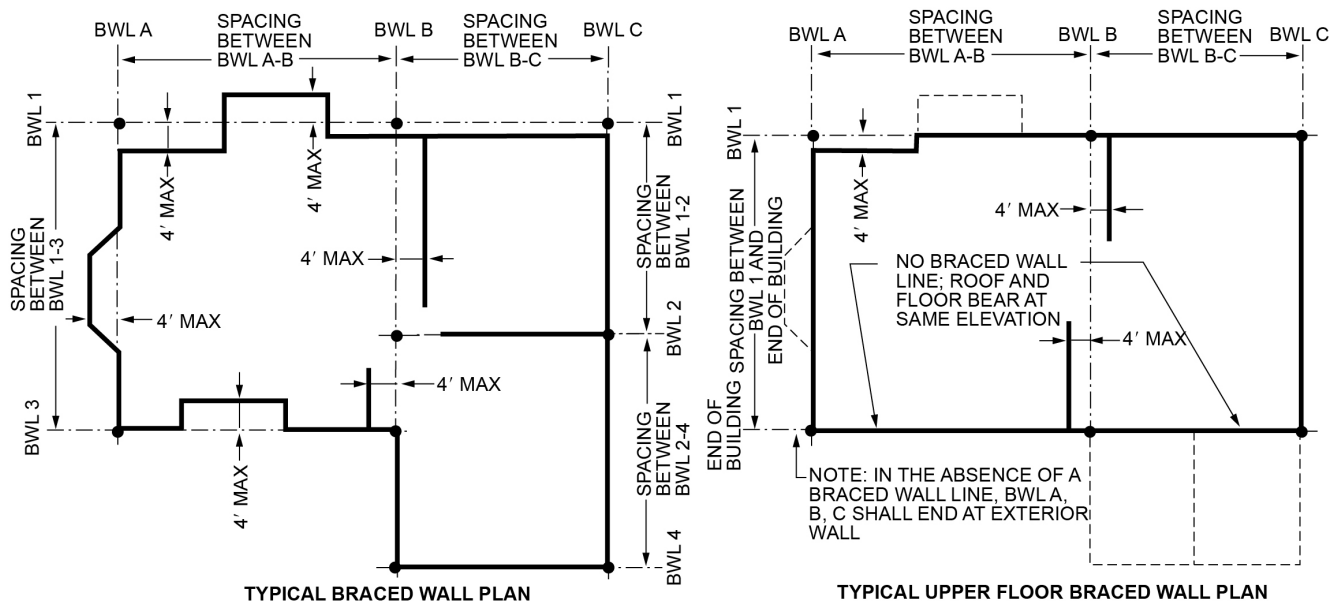 SPACING
BETWEEN
BWL A-B
SPACING
BETWEEN
BWL B-C
BWL A
BWL B
BWL C
BWL 1
BWL 1
4′ MAX
4′ MAX
SPACING
BETWEEN
BWL 1-3
SPACING
BETWEEN
BWL 1-2
4′ MAX
4′ MAX
BWL 2
4′ MAX
BWL 3
4′ MAX
SPACING
BETWEEN
BWL 2-4
BWL 4
TYPICAL BRACED WALL PLAN
SPACING
BETWEEN
BWL A-B
SPACING
BETWEEN
BWL B-C
BWL A
BWL B
BWL C
BWL 1
BWL 1
4′ MAX
4′ MAX
SPACING BETWEEN
BWL 1 AND
END OF BUILDING
NO BRACED WALL
LINE; ROOF AND
FLOOR BEAR AT
SAME ELEVATION
4′ MAX
END OF
BUILDING
NOTE: IN THE ABSENCE OF A
BRACED WALL LINE, BWL A,
B, C SHALL END AT EXTERIOR
WALL
TYPICAL UPPER FLOOR BRACED WALL PLAN